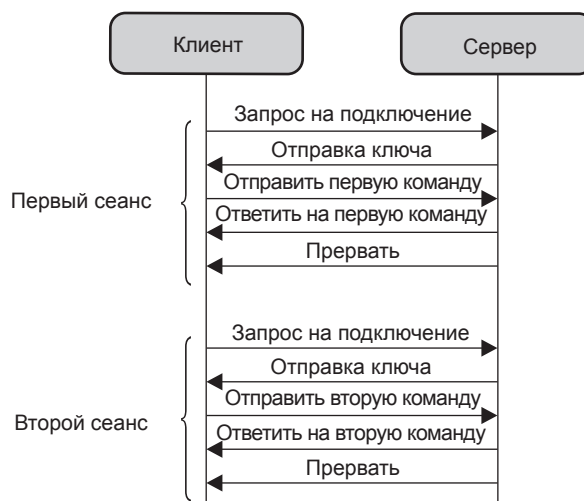 Клиент
Сервер
Запрос на подключение
Отправка ключа
Отправить первую команду
Первый сеанс
Ответить на первую команду
Прервать
Запрос на подключение
Отправка ключа
Отправить вторую команду
Второй сеанс
Ответить на вторую команду
Прервать